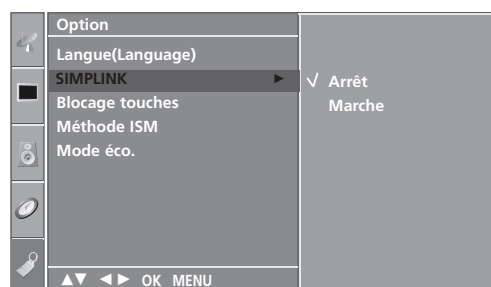 Option
Langue(Language)
SIMPLINK ►
Blocage touches
Méthode ISM
Mode éco.
▲▼ ◄► OK MENU
√ Arrêt
Marche